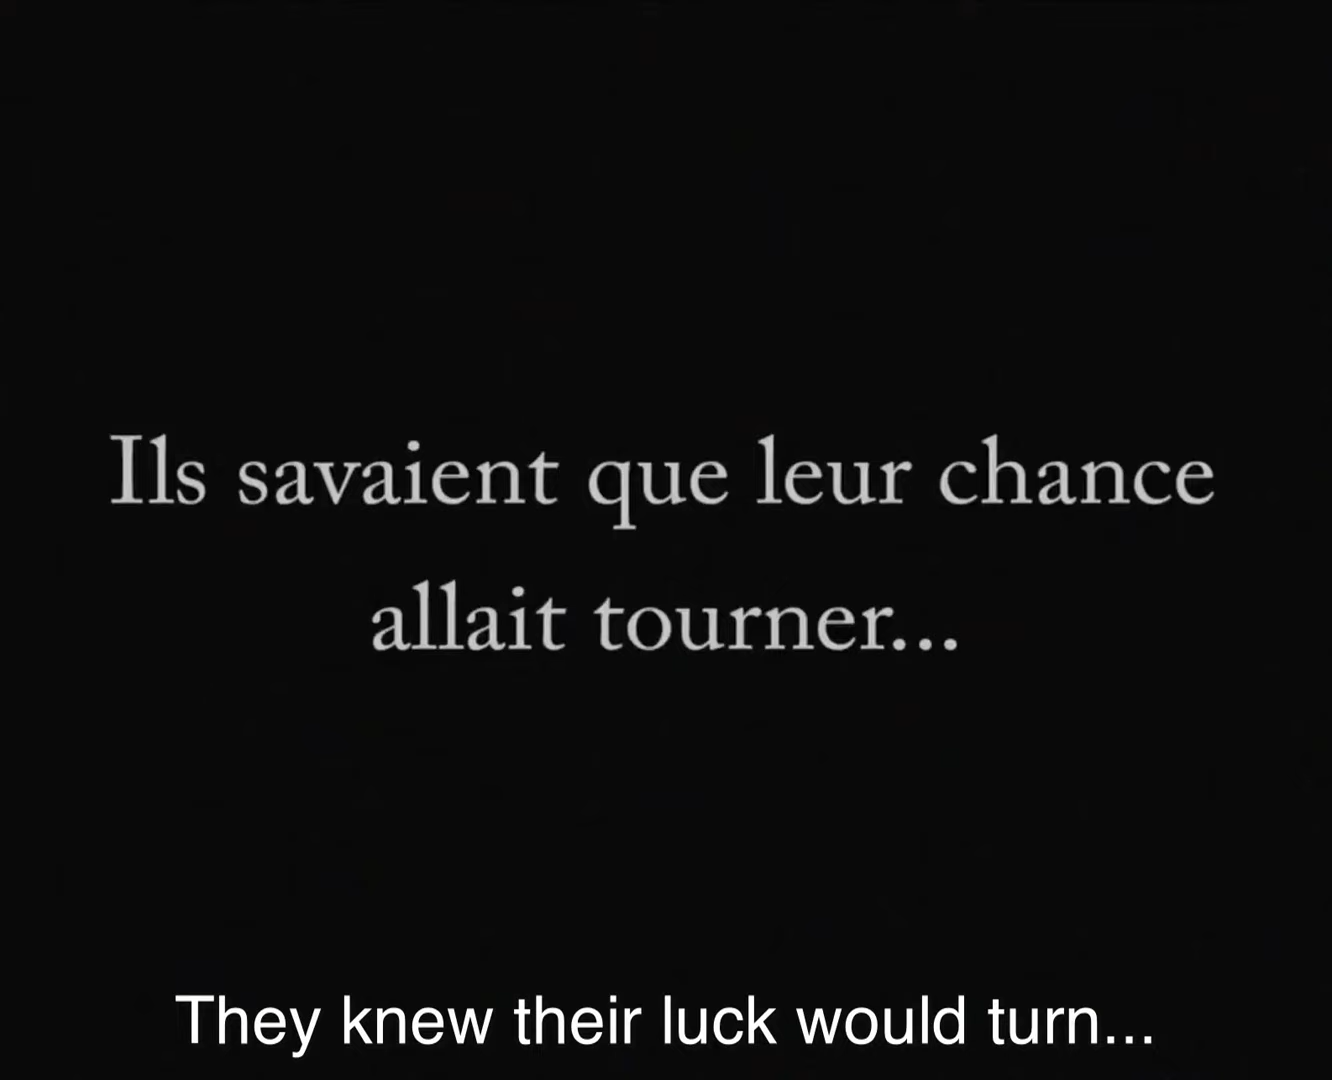 Ils savaient que leur chance
allait tourner...
They knew their luck would turn...